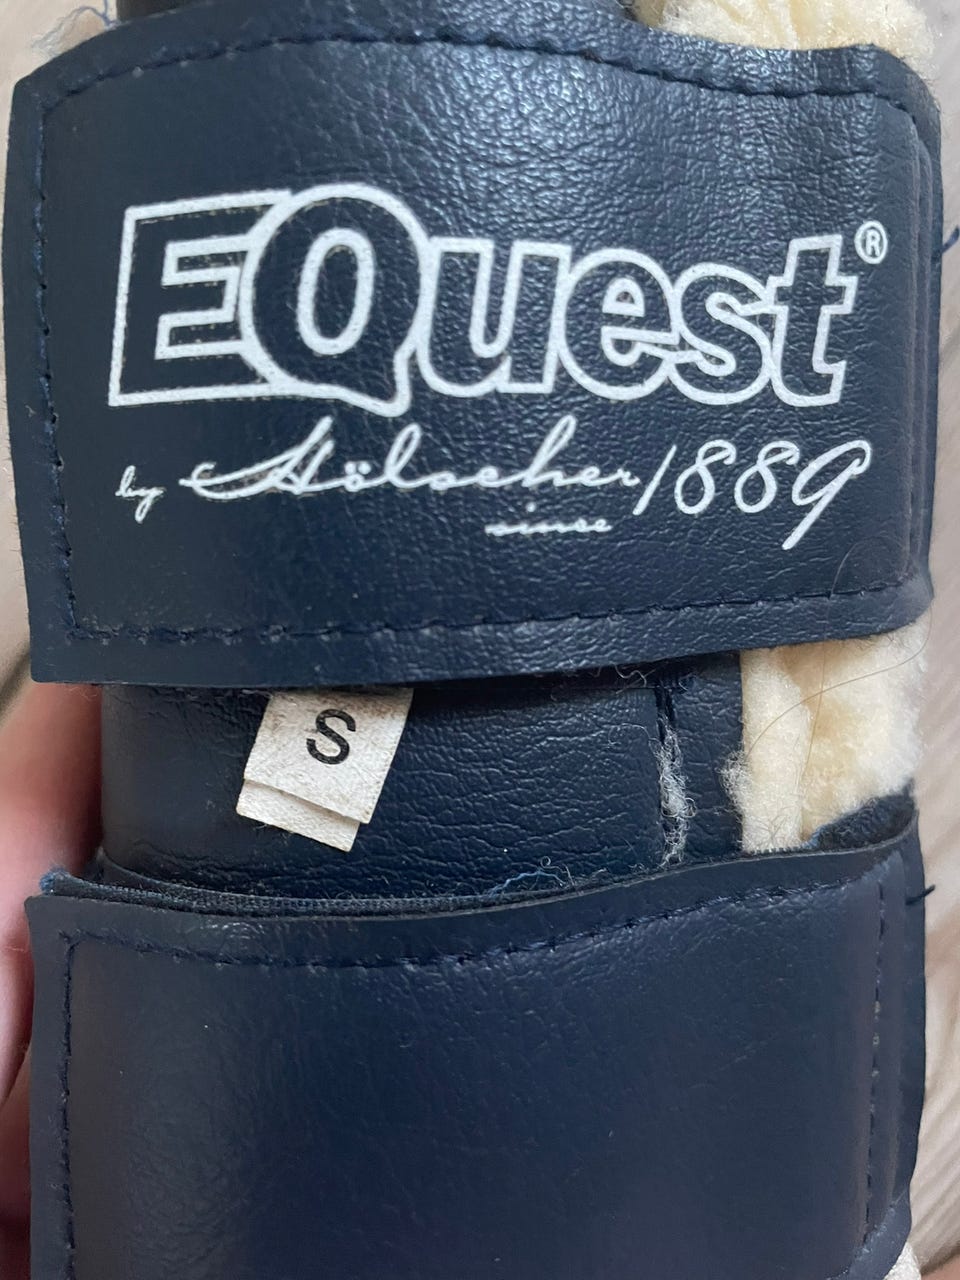 EQuest®
by Hölscher 1889
since
S